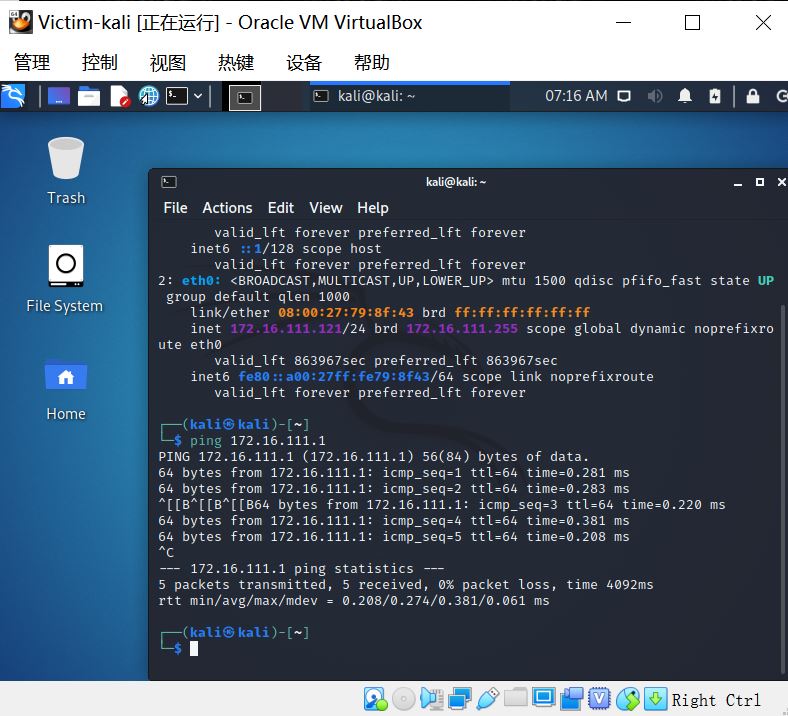 Victim-kali [正在运行] - Oracle VM VirtualBox
管理 控制 视图 热键 设备 帮助
kali@kali: ~ 07:16 AM
Trash
File System
Home
kali@kali: ~
File Actions Edit View Help
valid_lft forever preferred_lft forever
inet6 ::1/128 scope host
valid_lft forever preferred_lft forever
2: eth0: <BROADCAST,MULTICAST,UP,LOWER_UP> mtu 1500 qdisc pfifo_fast state UP
group default qlen 1000
link/ether 08:00:27:79:8f:43 brd ff:ff:ff:ff:ff:ff
inet 172.16.111.121/24 brd 172.16.111.255 scope global dynamic noprefixro
ute eth0
valid_lft 863967sec preferred_lft 863967sec
inet6 fe80::a00:27ff:fe79:8f43/64 scope link noprefixroute
valid_lft forever preferred_lft forever
┌──(kali㉿kali)-[~]
└─$ ping 172.16.111.1
PING 172.16.111.1 (172.16.111.1) 56(84) bytes of data.
64 bytes from 172.16.111.1: icmp_seq=1 ttl=64 time=0.281 ms
64 bytes from 172.16.111.1: icmp_seq=2 ttl=64 time=0.283 ms
^[[B^[[B^[[B64 bytes from 172.16.111.1: icmp_seq=3 ttl=64 time=0.220 ms
64 bytes from 172.16.111.1: icmp_seq=4 ttl=64 time=0.381 ms
64 bytes from 172.16.111.1: icmp_seq=5 ttl=64 time=0.208 ms
^C
--- 172.16.111.1 ping statistics ---
5 packets transmitted, 5 received, 0% packet loss, time 4092ms
rtt min/avg/max/mdev = 0.208/0.274/0.381/0.061 ms
┌──(kali㉿kali)-[~]
└─$
Right Ctrl